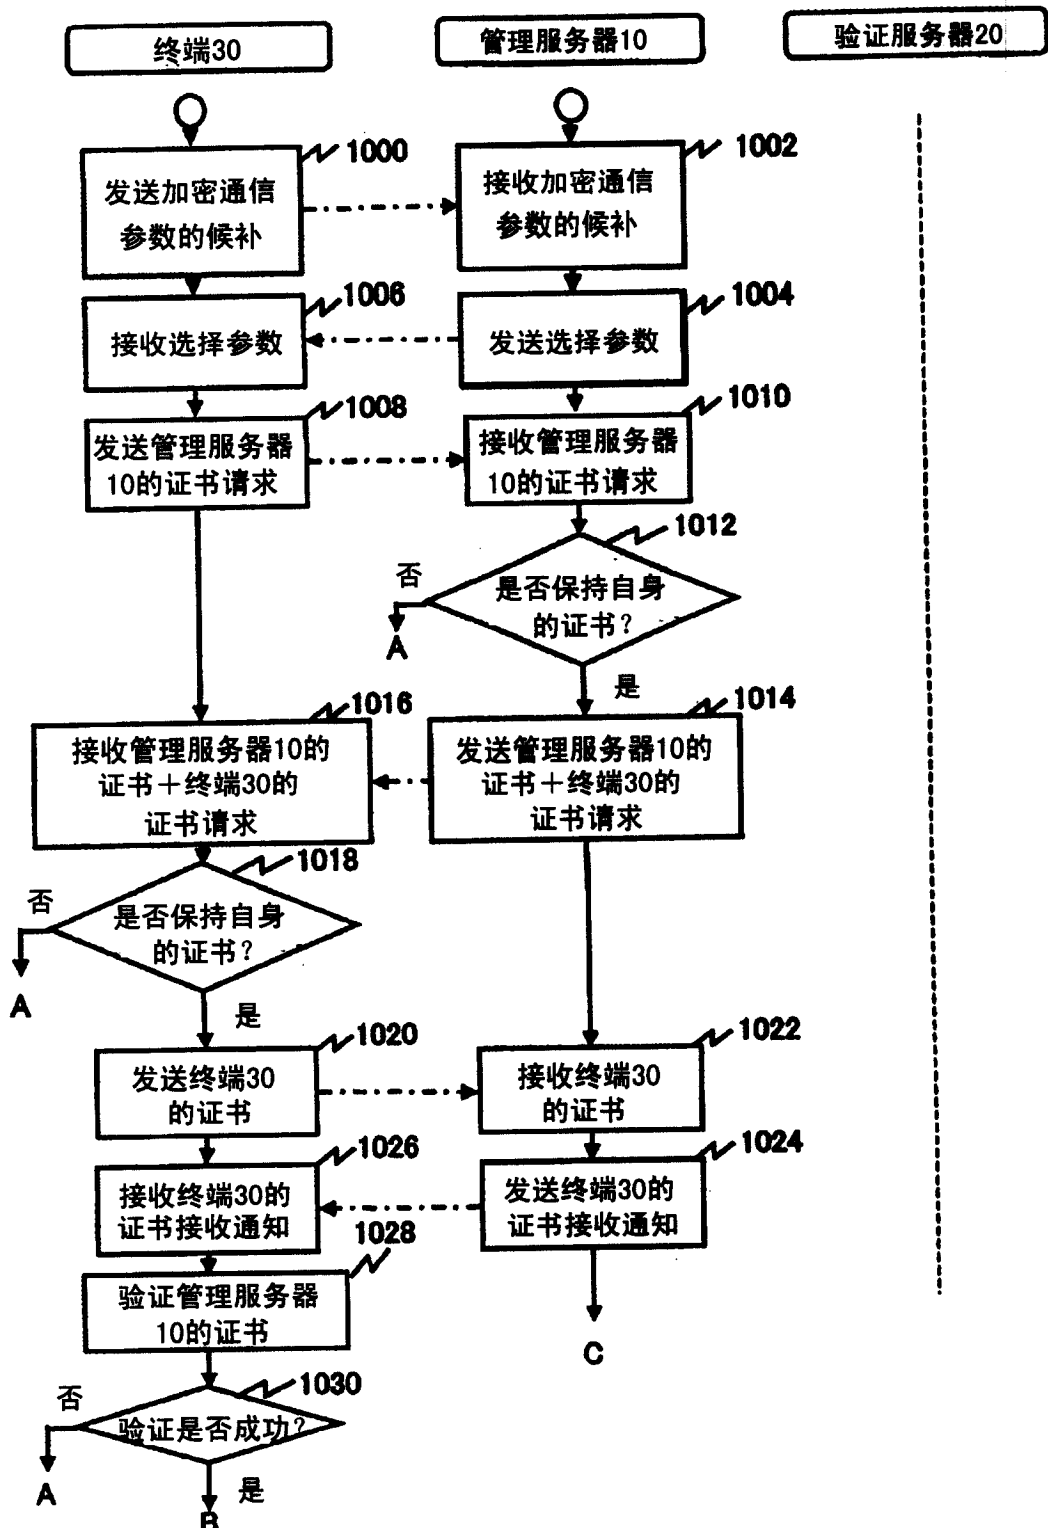 终端30
管理服务器10
验证服务器20
1000
发送加密通信
参数的候补
1002
接收加密通信
参数的候补
1006
接收选择参数
1004
发送选择参数
1008
发送管理服务器
10的证书请求
1010
接收管理服务器
10的证书请求
1012
是否保持自身
的证书?
否
A
是
1016
接收管理服务器10的
证书+终端30的
证书请求
1014
发送管理服务器10的
证书+终端30的
证书请求
1018
是否保持自身
的证书?
否
A
是
1020
发送终端30
的证书
1022
接收终端30
的证书
1026
接收终端30的
证书接收通知
1024
发送终端30的
证书接收通知
1028
验证管理服务器
10的证书
C
1030
验证是否成功?
否
A
是
B